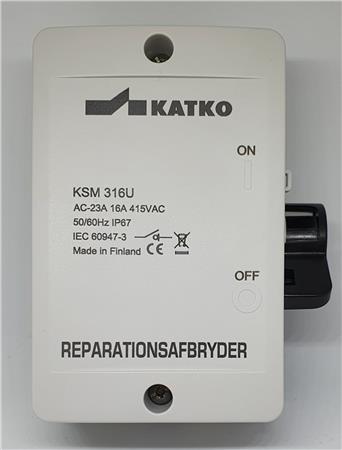 KATKO
ON
KSM 316U
AC-23A 16A 415VAC
50/60Hz IP67
IEC 60947-3
Made in Finland CE
OFF
REPARATIONSAFBRYDER